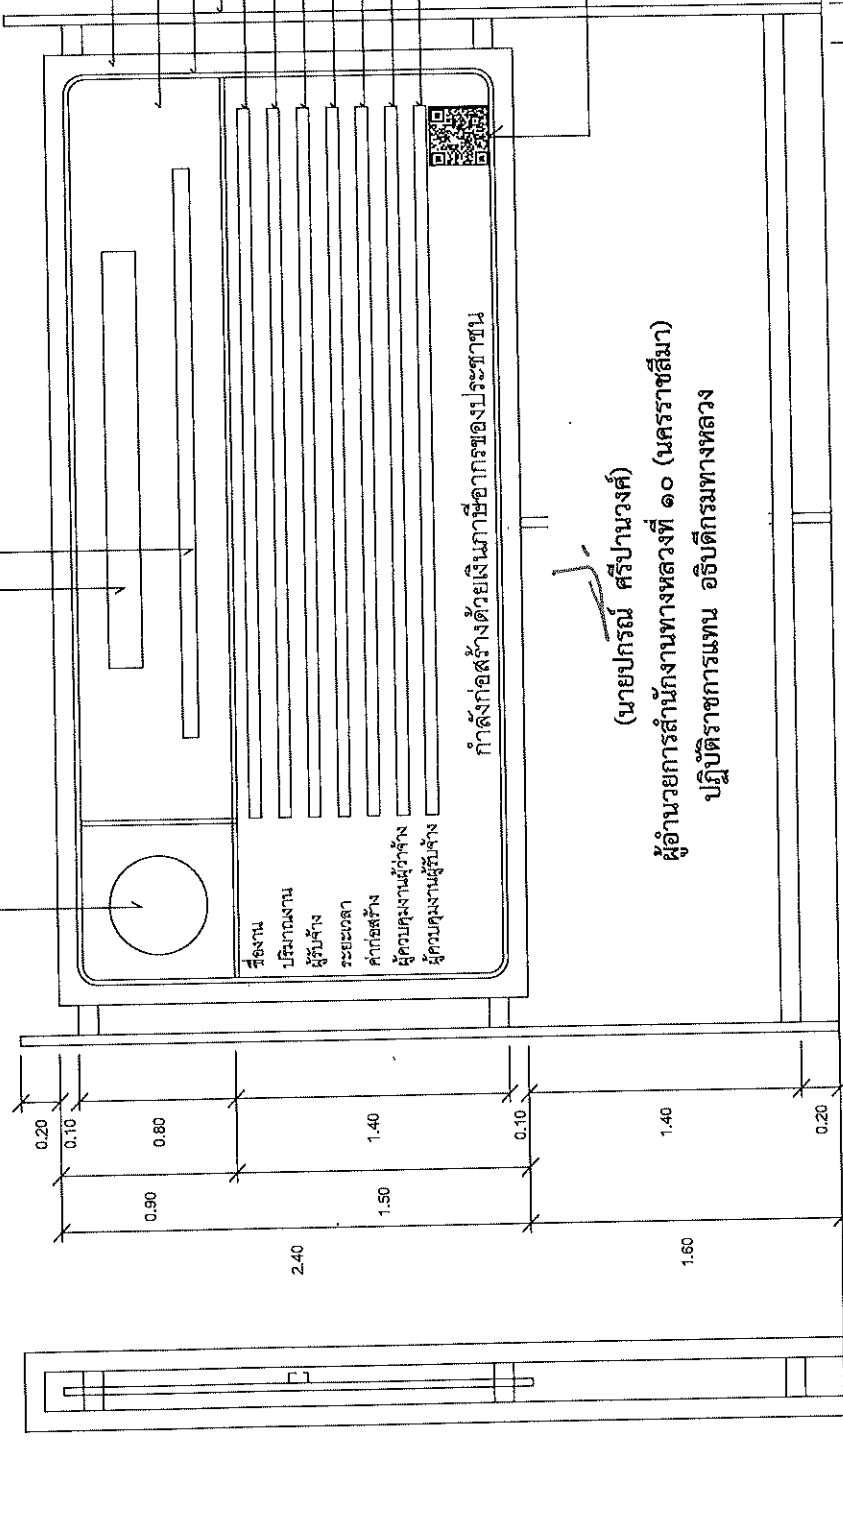 ชื่องาน
ปริมาณงาน
ผู้รับจ้าง
ระยะเวลา
ค่าก่อสร้าง
ผู้ควบคุมงานผู้ว่าจ้าง
ผู้ควบคุมงานผู้รับจ้าง
กำลังก่อสร้างด้วยเงินภาษีอากรของประชาชน
(นายปกรณ์ ศรีปานวงศ์)
ผู้อำนวยการสำนักงานทางหลวงที่ ๑๐ (นครราชสีมา)
ปฏิบัติราชการแทน อธิบดีกรมทางหลวง
0.20
0.10
0.80
1.40
0.10
1.40
0.20
0.90
1.50
2.40
1.60